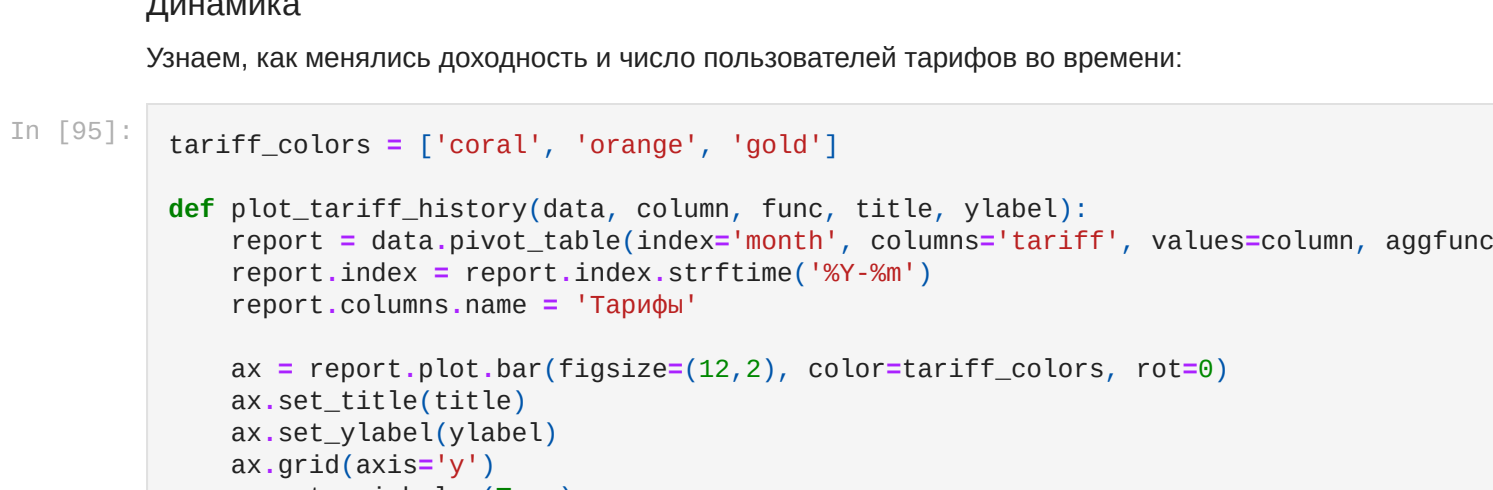 Динамика
Узнаем, как менялись доходность и число пользователей тарифов во времени:
In [95]:
tariff_colors = ['coral', 'orange', 'gold']
def plot_tariff_history(data, column, func, title, ylabel):
    report = data.pivot_table(index='month', columns='tariff', values=column, aggfunc
    report.index = report.index.strftime('%Y-%m')
    report.columns.name = 'Тарифы'
    ax = report.plot.bar(figsize=(12,2), color=tariff_colors, rot=0)
    ax.set_title(title)
    ax.set_ylabel(ylabel)
    ax.grid(axis='y')